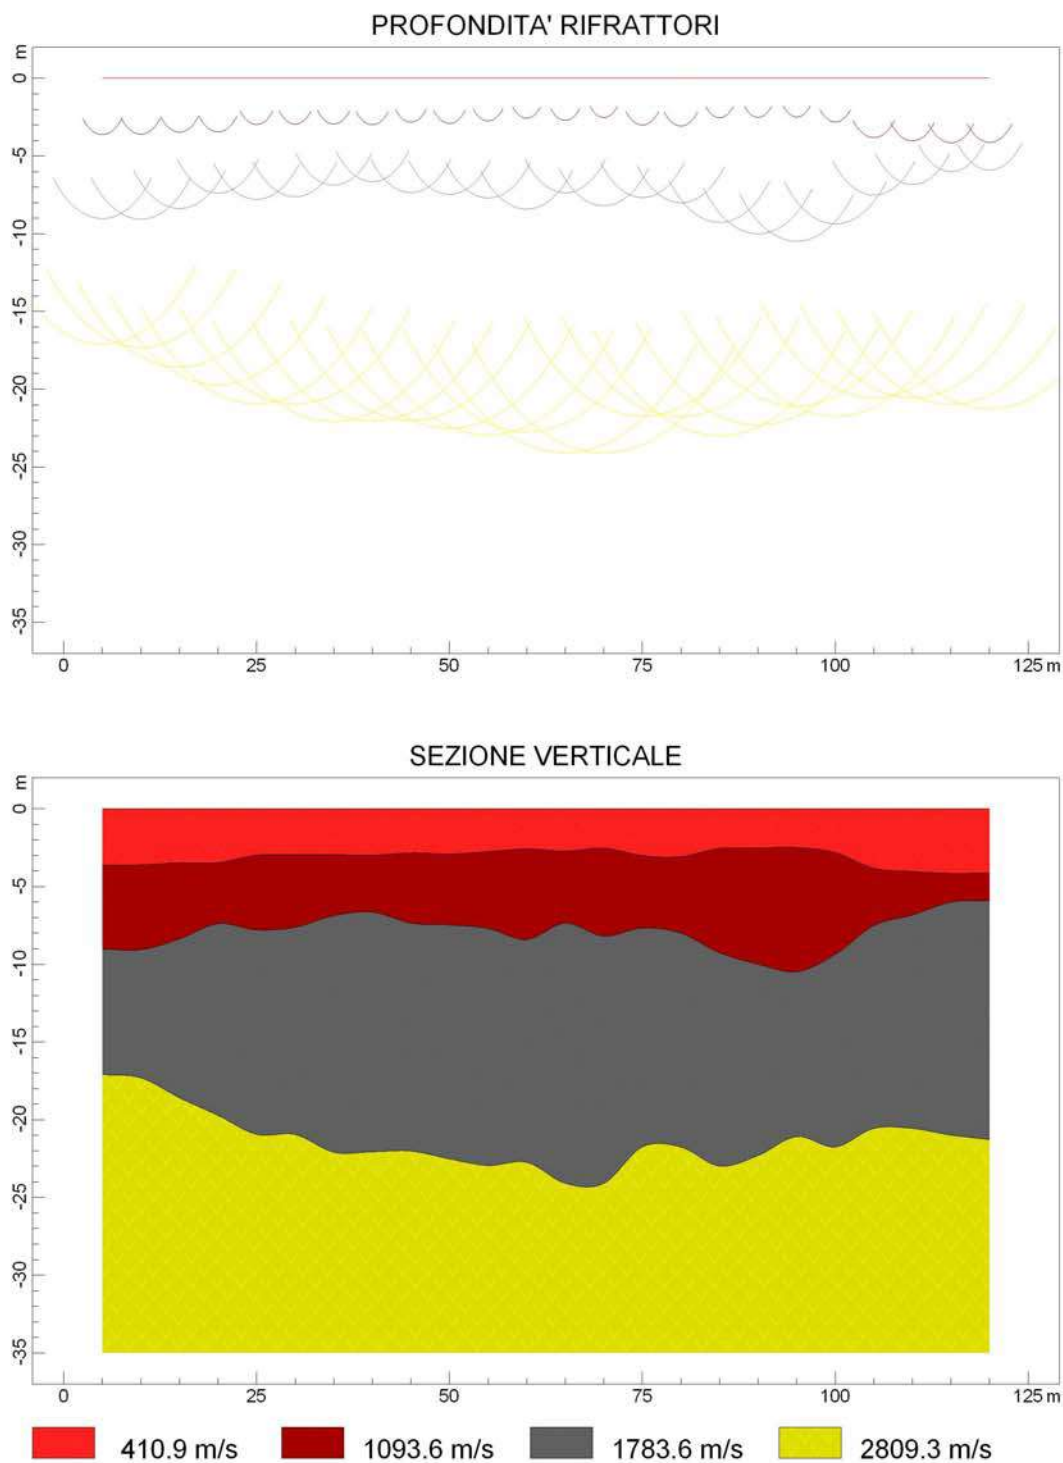 PROFONDITA' RIFRATTORI
m
0
-5
-10
-15
-20
-25
-30
-35
0 25 50 75 100 125 m
SEZIONE VERTICALE
m
0
-5
-10
-15
-20
-25
-30
-35
0 25 50 75 100 125 m
410.9 m/s 1093.6 m/s 1783.6 m/s 2809.3 m/s